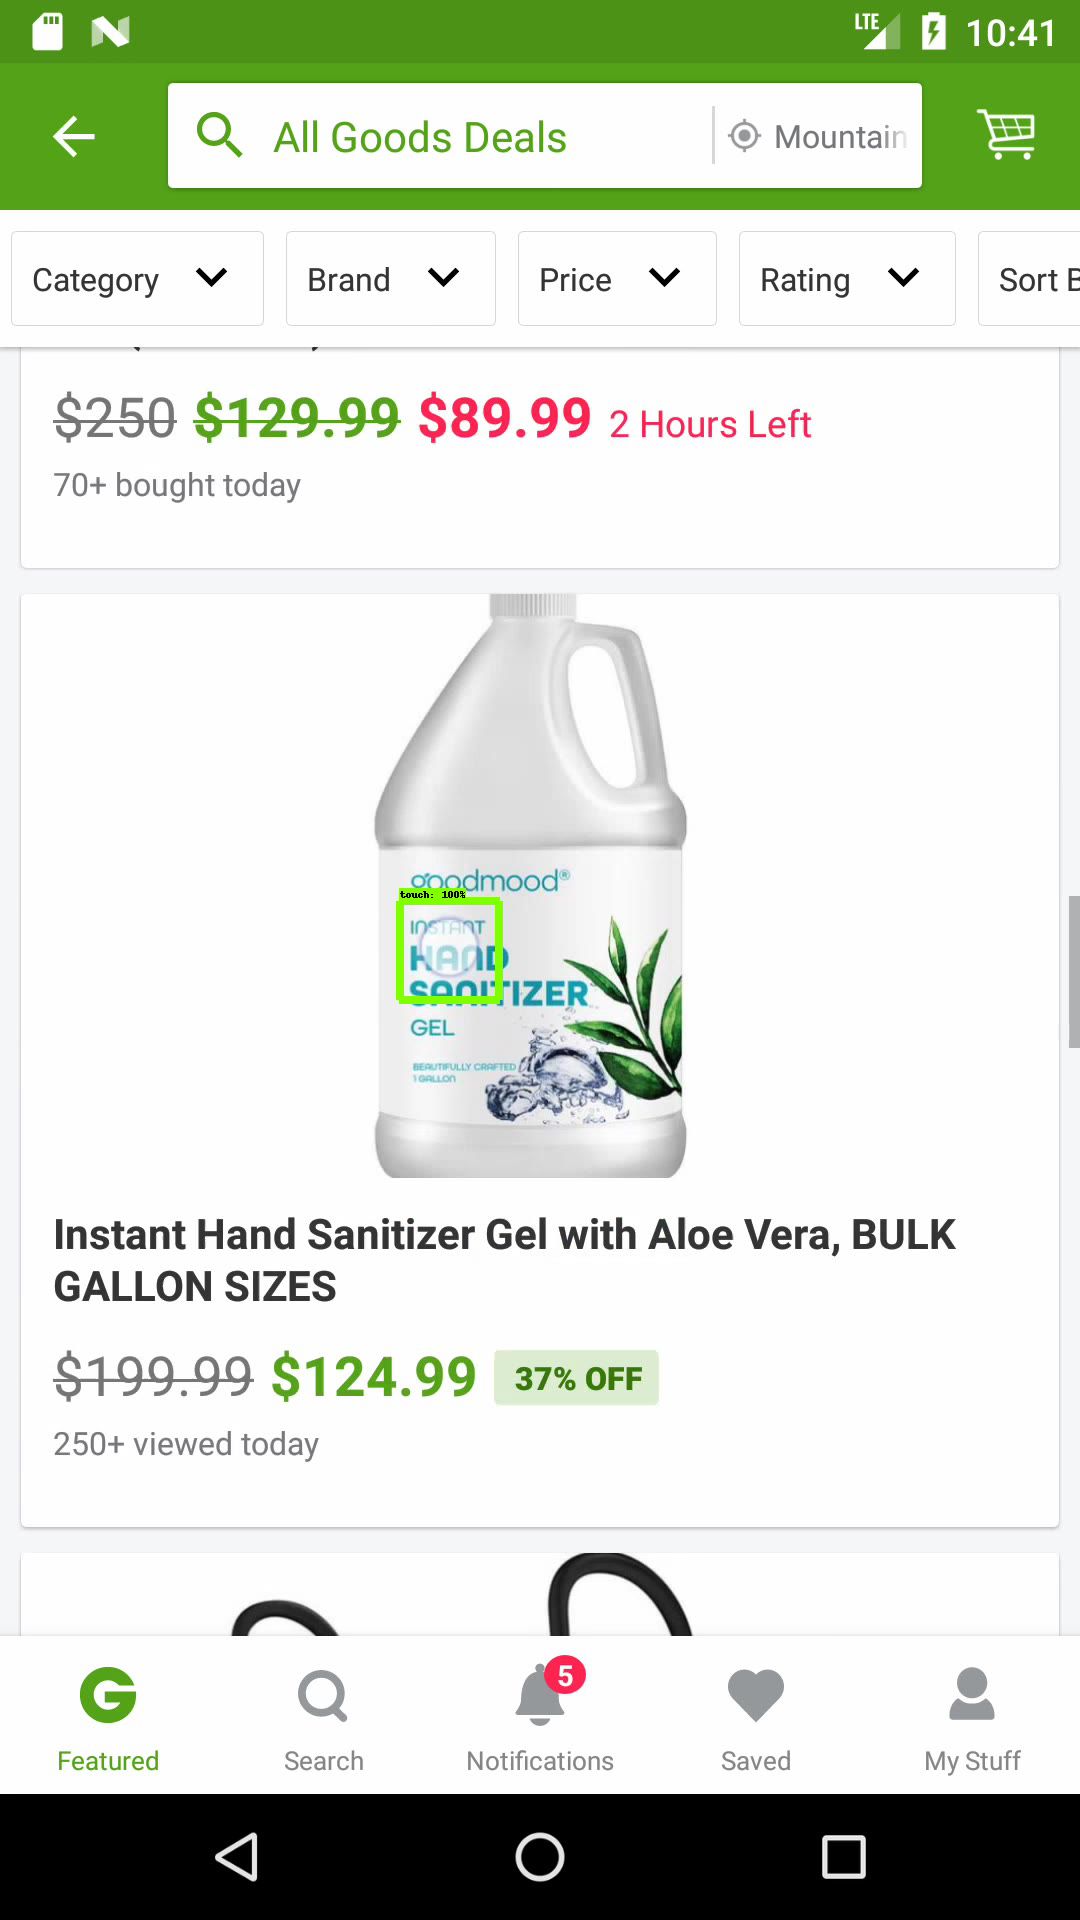 LTE 10:41
All Goods Deals Mountain
Category Brand Price Rating Sort B
$250 $129.99 $89.99 2 Hours Left
70+ bought today
goodmood®
touch: 100%
INSTANT
HAND
SANITIZER
GEL
BEAUTIFULLY CRAFTED
1 GALLON
Instant Hand Sanitizer Gel with Aloe Vera, BULK
GALLON SIZES
$199.99 $124.99 37% OFF
250+ viewed today
5
Featured Search Notifications Saved My Stuff